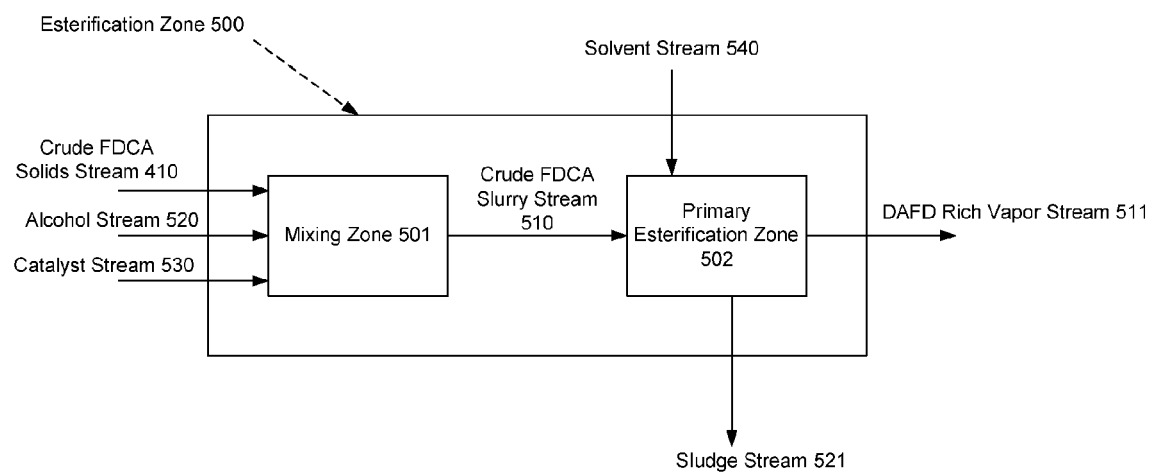 Esterification Zone 500
Solvent Stream 540
Crude FDCA
Solids Stream 410
Alcohol Stream 520
Catalyst Stream 530
Mixing Zone 501
Crude FDCA
Slurry Stream
510
Primary
Esterification Zone
502
DAFD Rich Vapor Stream 511
Sludge Stream 521